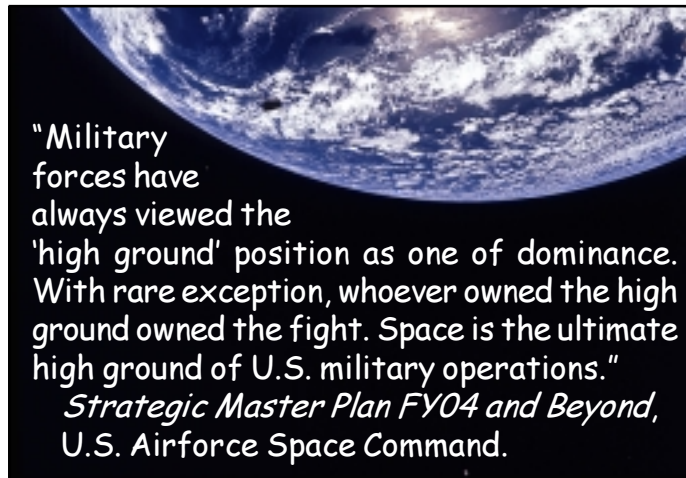 “Military
forces have
always viewed the
‘high ground’ position as one of dominance.
With rare exception, whoever owned the high
ground owned the fight. Space is the ultimate
high ground of U.S. military operations.”
Strategic Master Plan FY04 and Beyond,
U.S. Airforce Space Command.